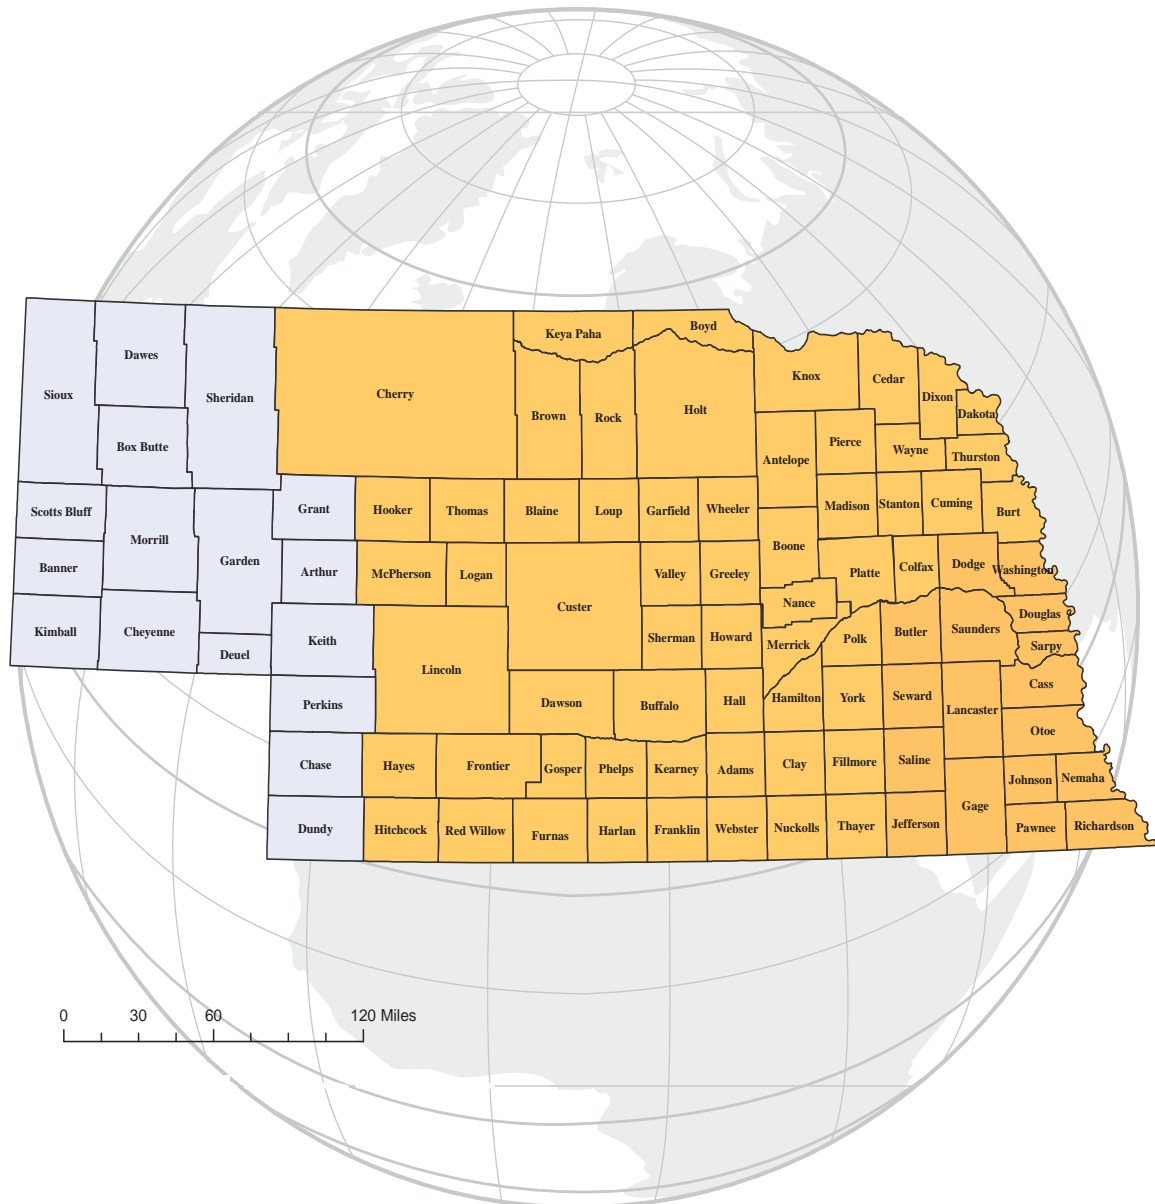 Keya Paha
Boyd
Dawes
Sioux
Sheridan
Cherry
Knox
Cedar
Dixon
Dakota
Brown
Rock
Holt
Box Butte
Antelope
Pierce
Wayne
Thurston
Scotts Bluff
Morrill
Grant
Hooker
Thomas
Blaine
Loup
Garfield
Wheeler
Madison
Stanton
Cuming
Burt
Banner
Garden
Arthur
McPherson
Logan
Custer
Valley
Greeley
Boone
Platte
Colfax
Dodge
Washington
Nance
Douglas
Kimball
Cheyenne
Deuel
Keith
Lincoln
Sherman
Howard
Merrick
Polk
Butler
Saunders
Sarpy
Perkins
Dawson
Buffalo
Hall
Hamilton
York
Seward
Lancaster
Cass
Otoe
Chase
Hayes
Frontier
Gosper
Phelps
Kearney
Adams
Clay
Fillmore
Saline
Johnson
Nemaha
Dundy
Hitchcock
Red Willow
Furnas
Harlan
Franklin
Webster
Nuckolls
Thayer
Jefferson
Gage
Pawnee
Richardson
0 30 60 120 Miles